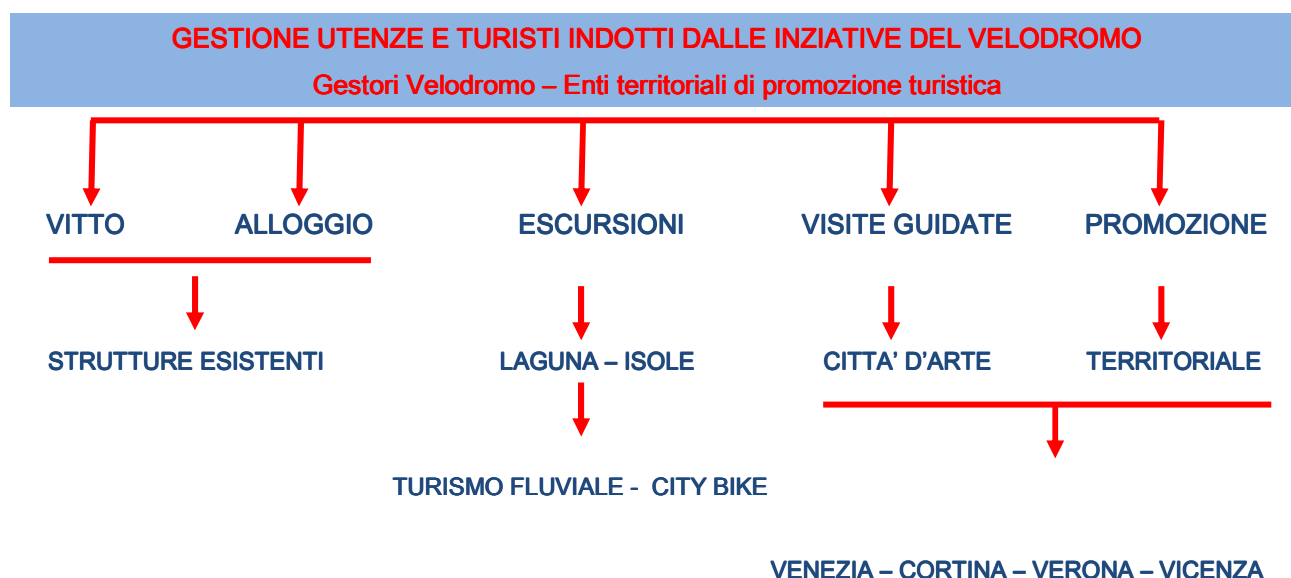 GESTIONE UTENZE E TURISTI INDOTTI DALLE INZIATIVE DEL VELODROMO
Gestori Velodromo – Enti territoriali di promozione turistica
VITTO ALLOGGIO ESCURSIONI VISITE GUIDATE PROMOZIONE
STRUTTURE ESISTENTI LAGUNA – ISOLE CITTA' D'ARTE TERRITORIALE
TURISMO FLUVIALE - CITY BIKE
VENEZIA – CORTINA – VERONA – VICENZA